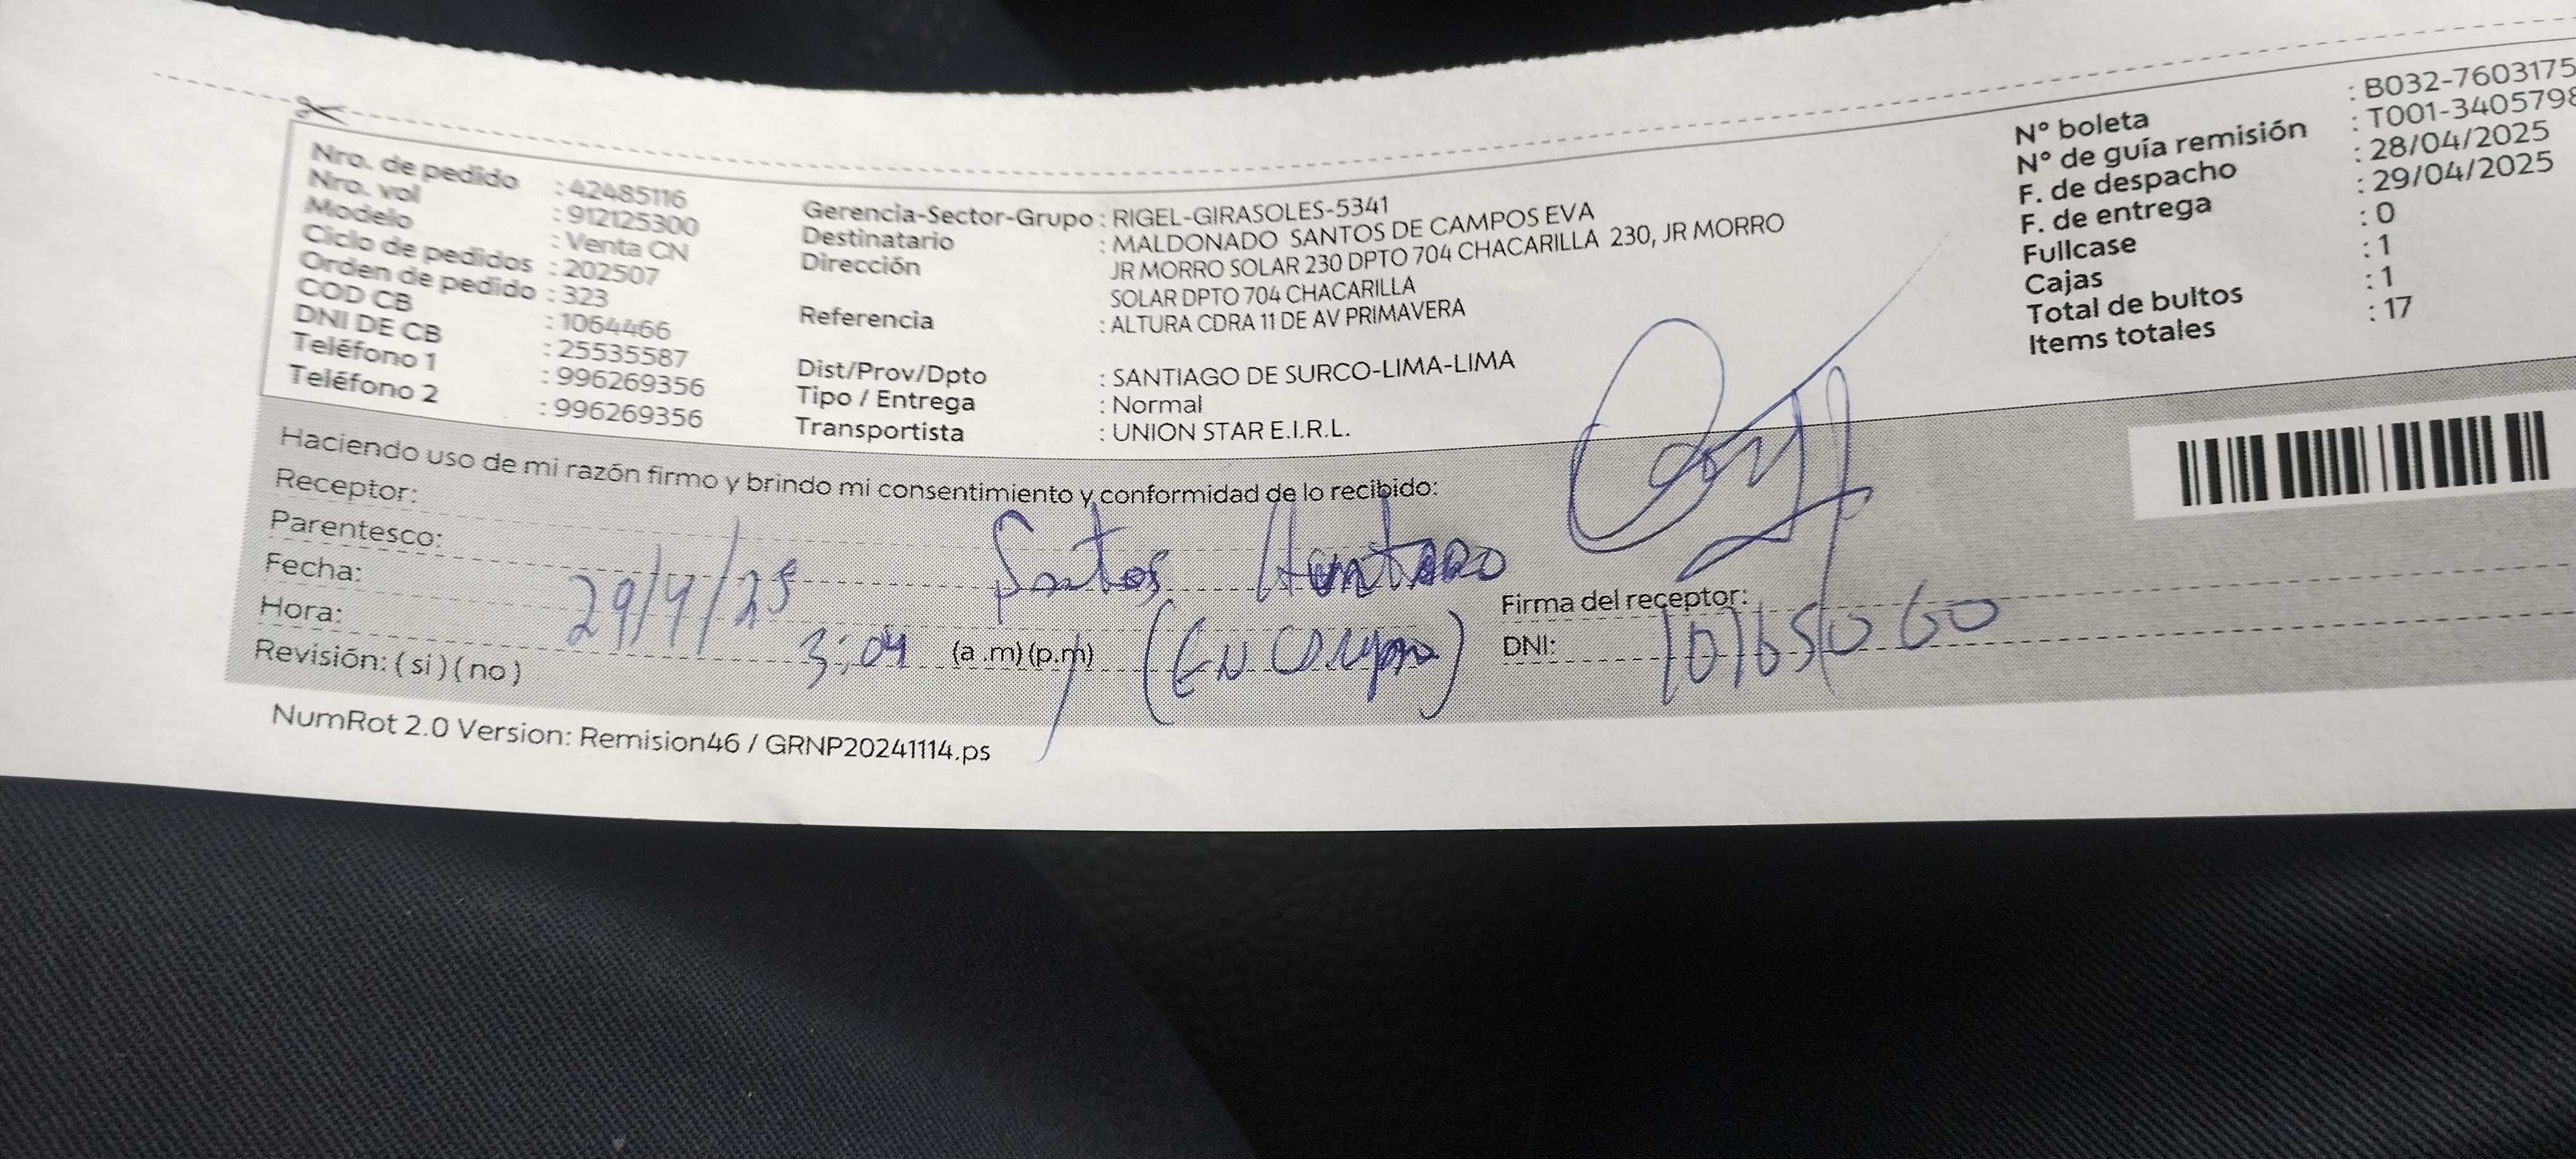 Nro. de pedido : 42485116
Nro. vol : 912125300
Modelo : Venta CN
Ciclo de pedidos : 202507
Orden de pedido : 323
COD CB : 1064466
DNI DE CB : 25535587
Teléfono 1 : 996269356
Teléfono 2 : 996269356
Gerencia-Sector-Grupo : RIGEL-GIRASOLES-5341
Destinatario : MALDONADO SANTOS DE CAMPOS EVA
Dirección : JR MORRO SOLAR 230 DPTO 704 CHACARILLA 230, JR MORRO
SOLAR DPTO 704 CHACARILLA
Referencia : ALTURA CDRA 11 DE AV PRIMAVERA
Dist/Prov/Dpto : SANTIAGO DE SURCO-LIMA-LIMA
Tipo / Entrega : Normal
Transportista : UNION STAR E.I.R.L.
N° boleta : B032-7603175
N° de guía remisión : T001-3405798
F. de despacho : 28/04/2025
F. de entrega : 29/04/2025
Fullcase : 0
Cajas : 1
Total de bultos : 1
Items totales : 17
Haciendo uso de mi razón firmo y brindo mi consentimiento y conformidad de lo recibido:
Receptor: Santos
Parentesco:
Fecha: 29/4/25
Hora: 3:04 (a .m) (p.m)
Revisión: ( si ) ( no )
Firma del receptor:
DNI: 10765060
NumRot 2.0 Version: Remision46 / GRNP20241114.ps